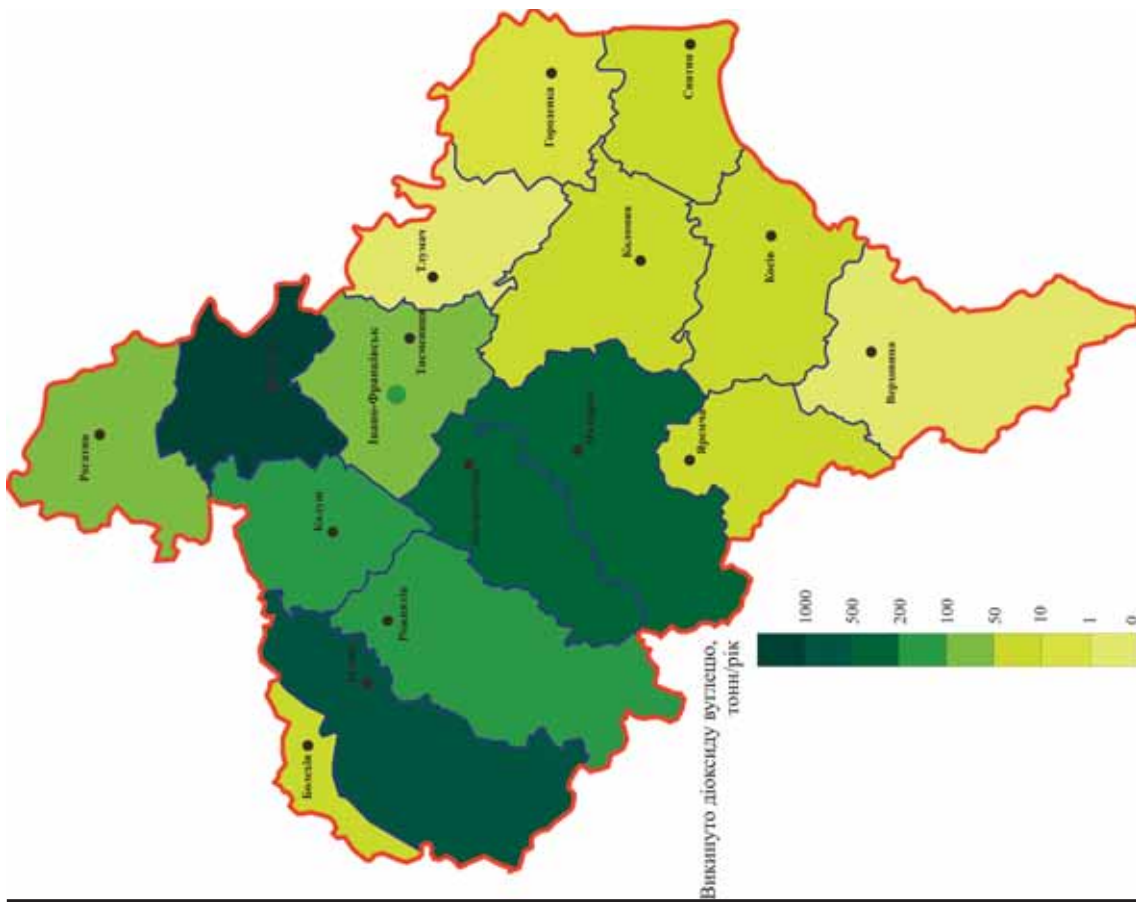 Рогатин
Калуш
Івано-Франківськ
Тисмениця
Тлумач
Городенка
Снятин
Коломия
Косів
Верховина
Яремча
Рожнятів
Болехів
Викинуто діоксиду вуглецю,
тонн/рік
1000
500
200
100
50
10
1
0